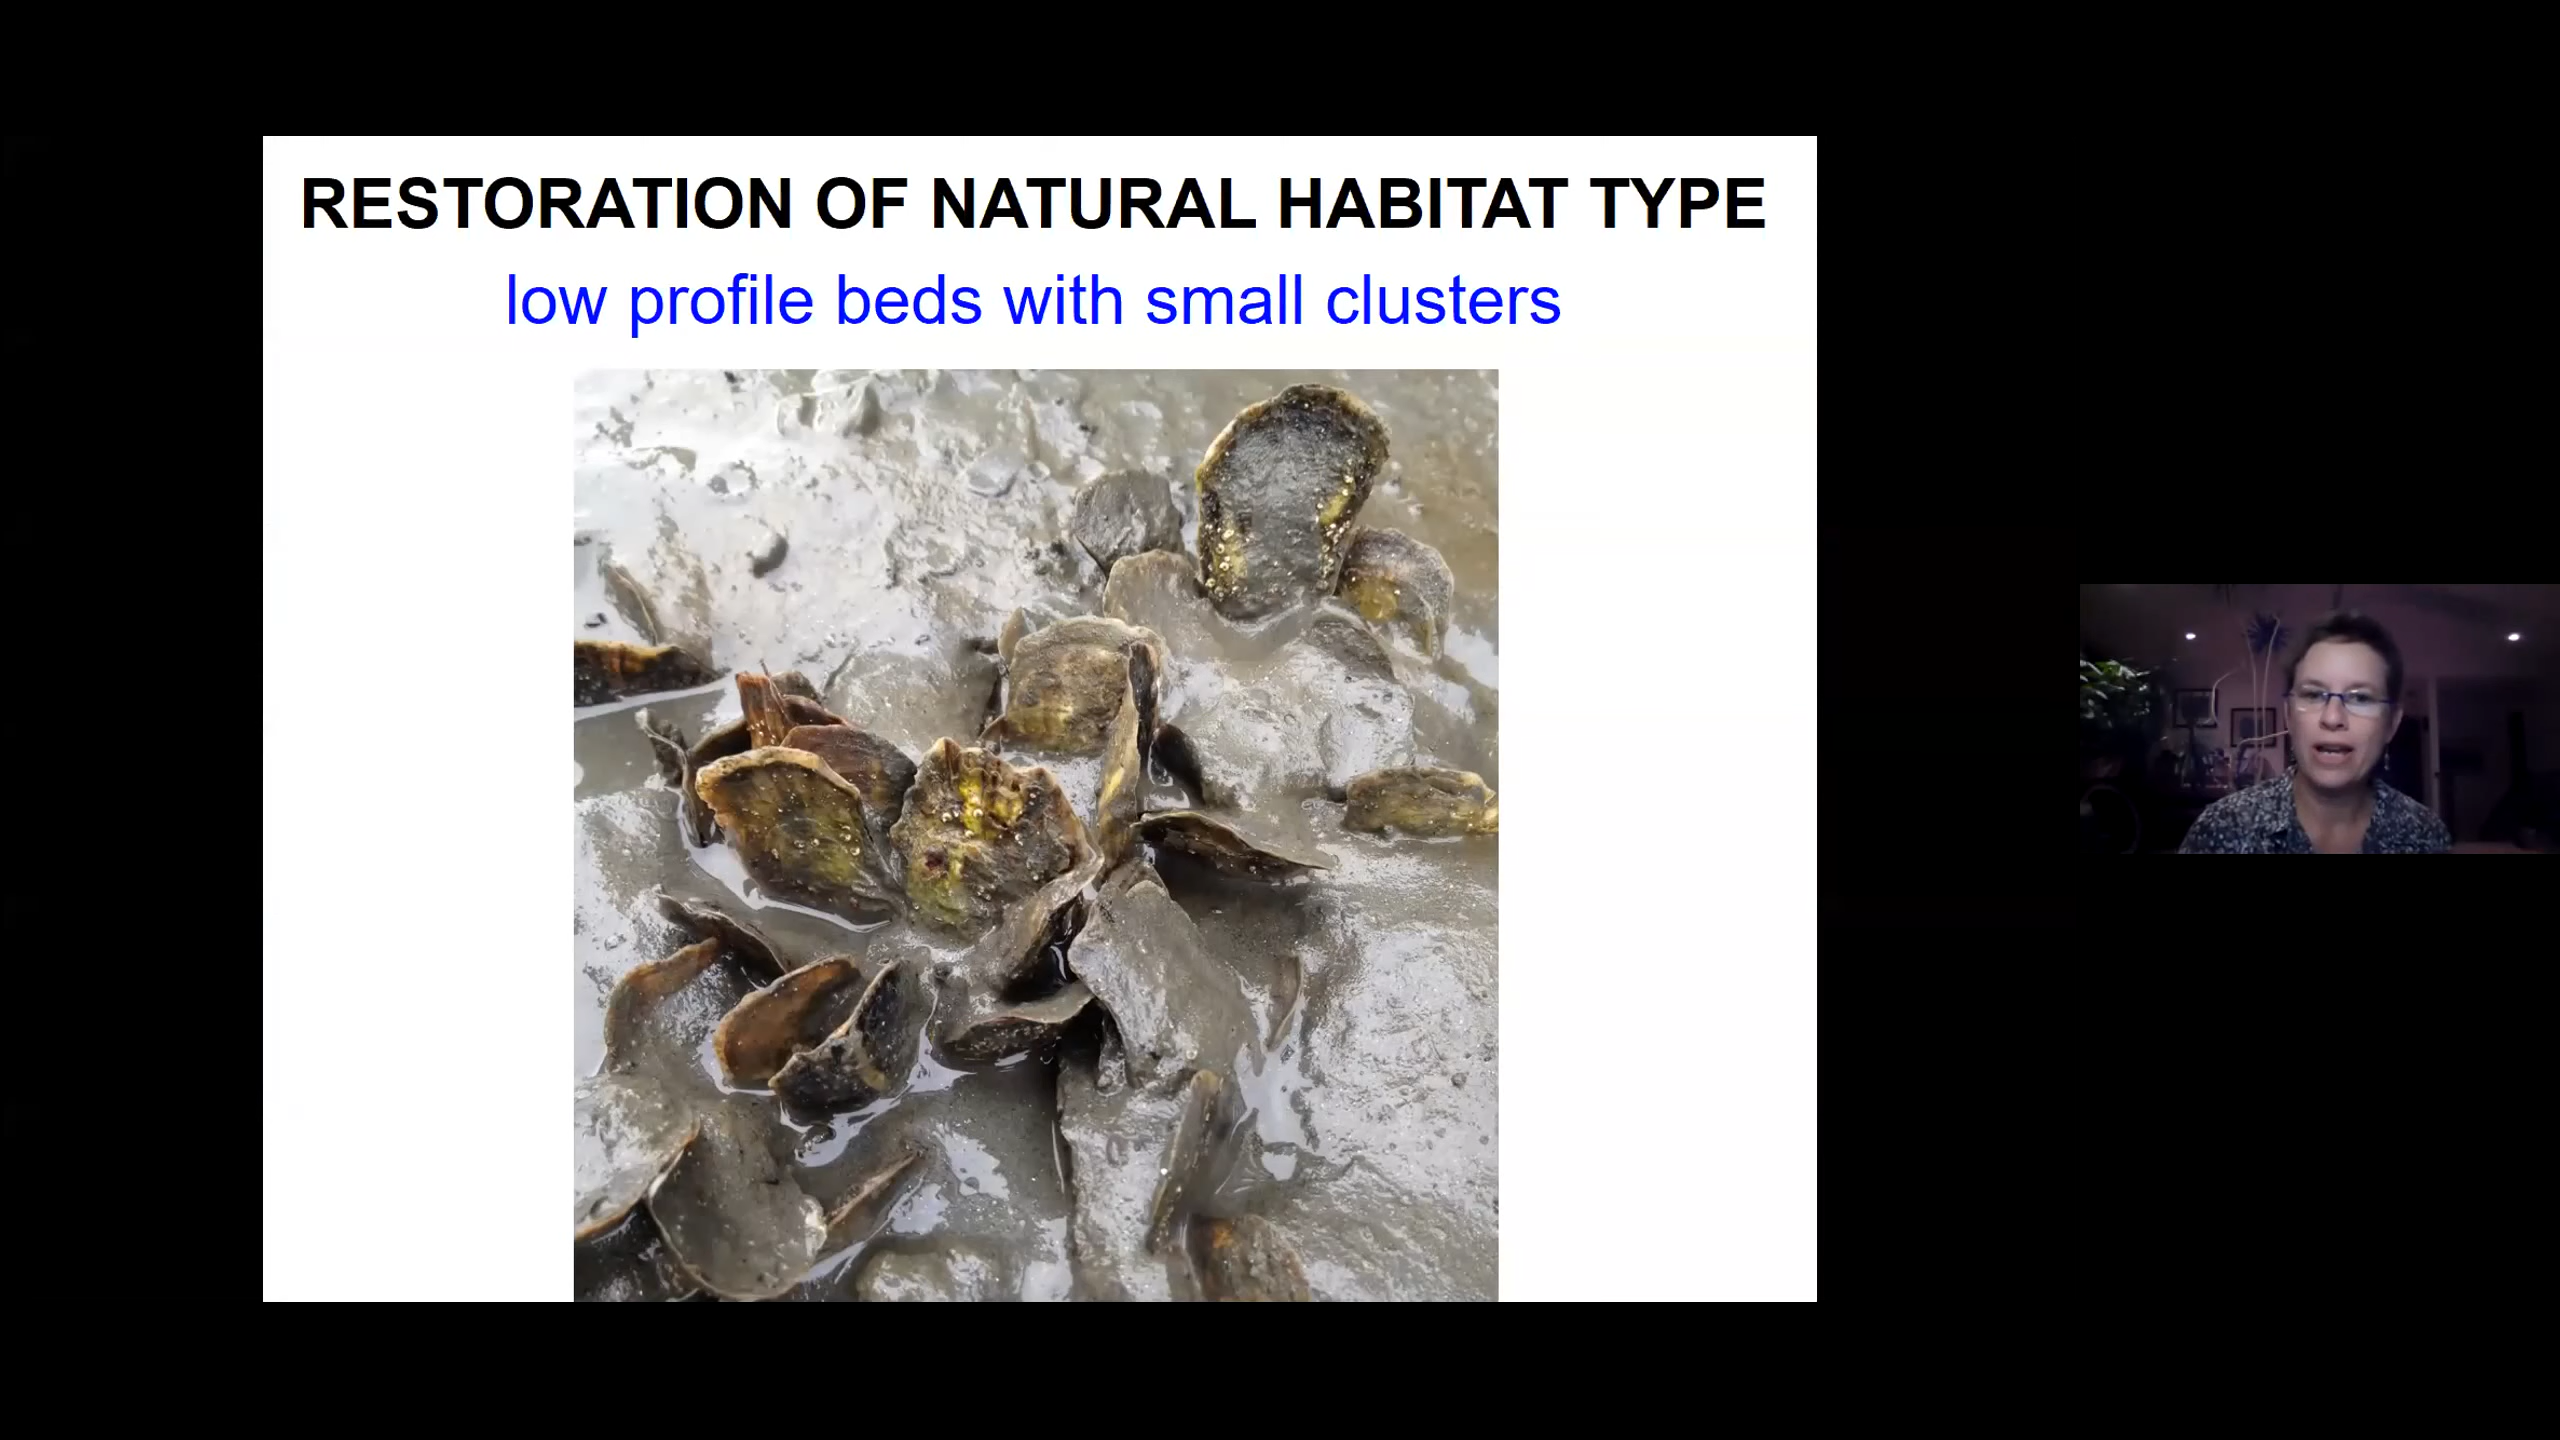 RESTORATION OF NATURAL HABITAT TYPE
low profile beds with small clusters